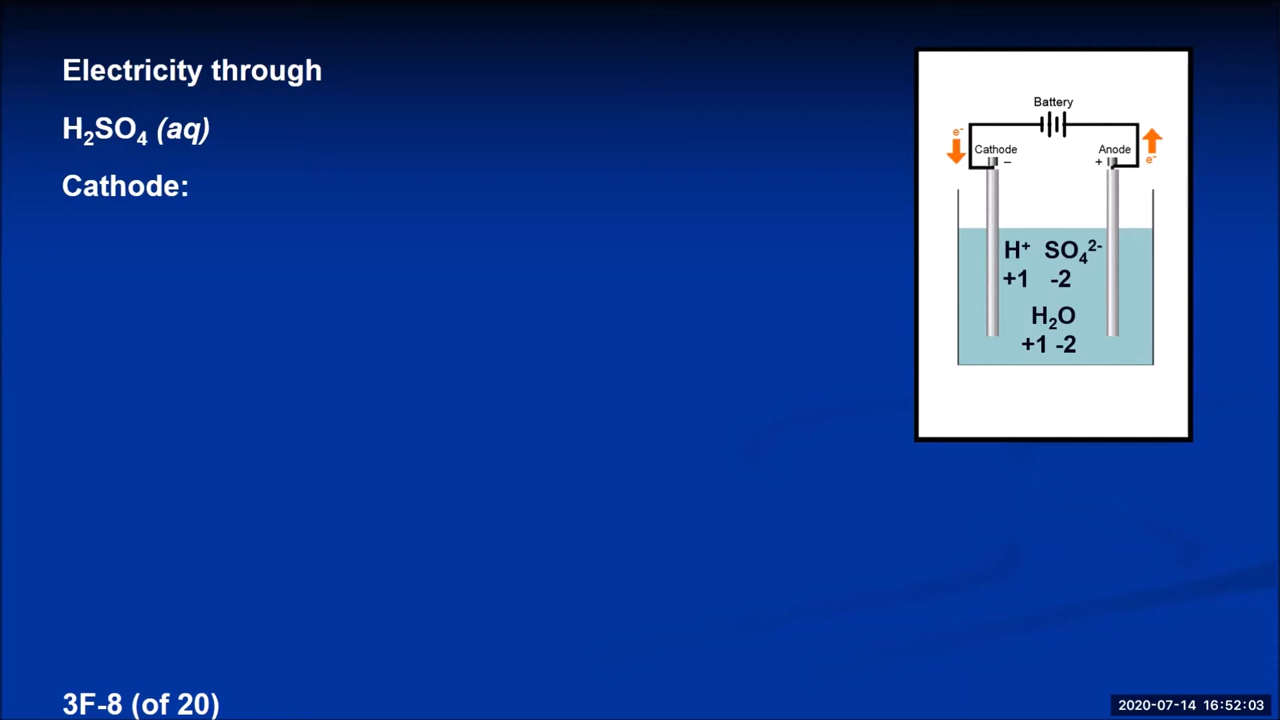 Electricity through
H₂SO₄ (aq)
Cathode:
Battery
e⁻
Cathode
Anode
e⁻
–
+
H⁺ SO₄²⁻
+1 -2
H₂O
+1 -2
3F-8 (of 20)
2020-07-14 16:52:03